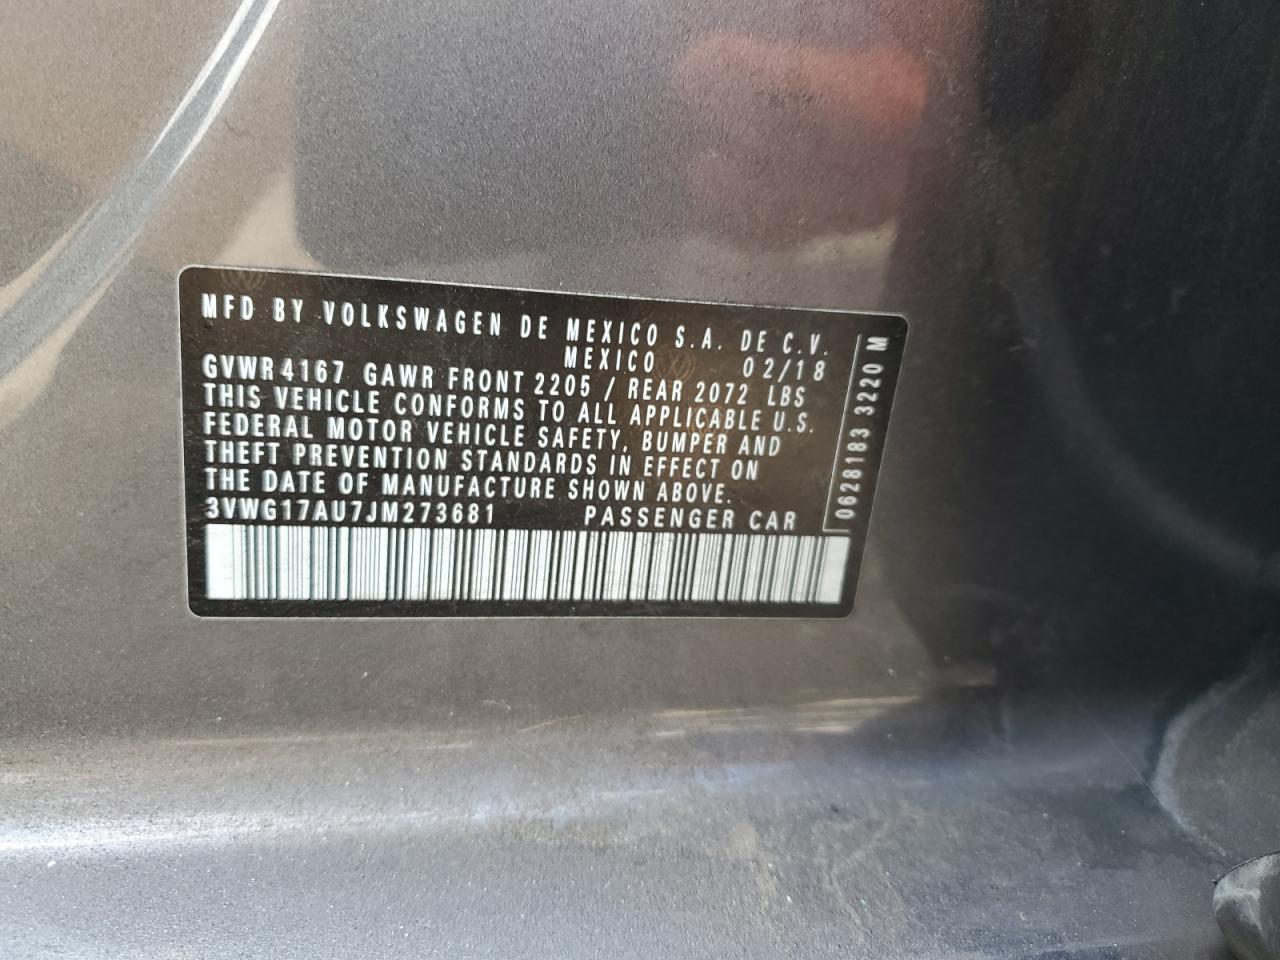 MFD BY VOLKSWAGEN DE MEXICO S.A. DE C.V.
MEXICO 02/18
GVWR 4167 GAWR FRONT 2205 / REAR 2072 LBS
THIS VEHICLE CONFORMS TO ALL APPLICABLE U.S.
FEDERAL MOTOR VEHICLE SAFETY, BUMPER AND
THEFT PREVENTION STANDARDS IN EFFECT ON
THE DATE OF MANUFACTURE SHOWN ABOVE.
3VWG17AU7JM273681 PASSENGER CAR
0628183 3220 M